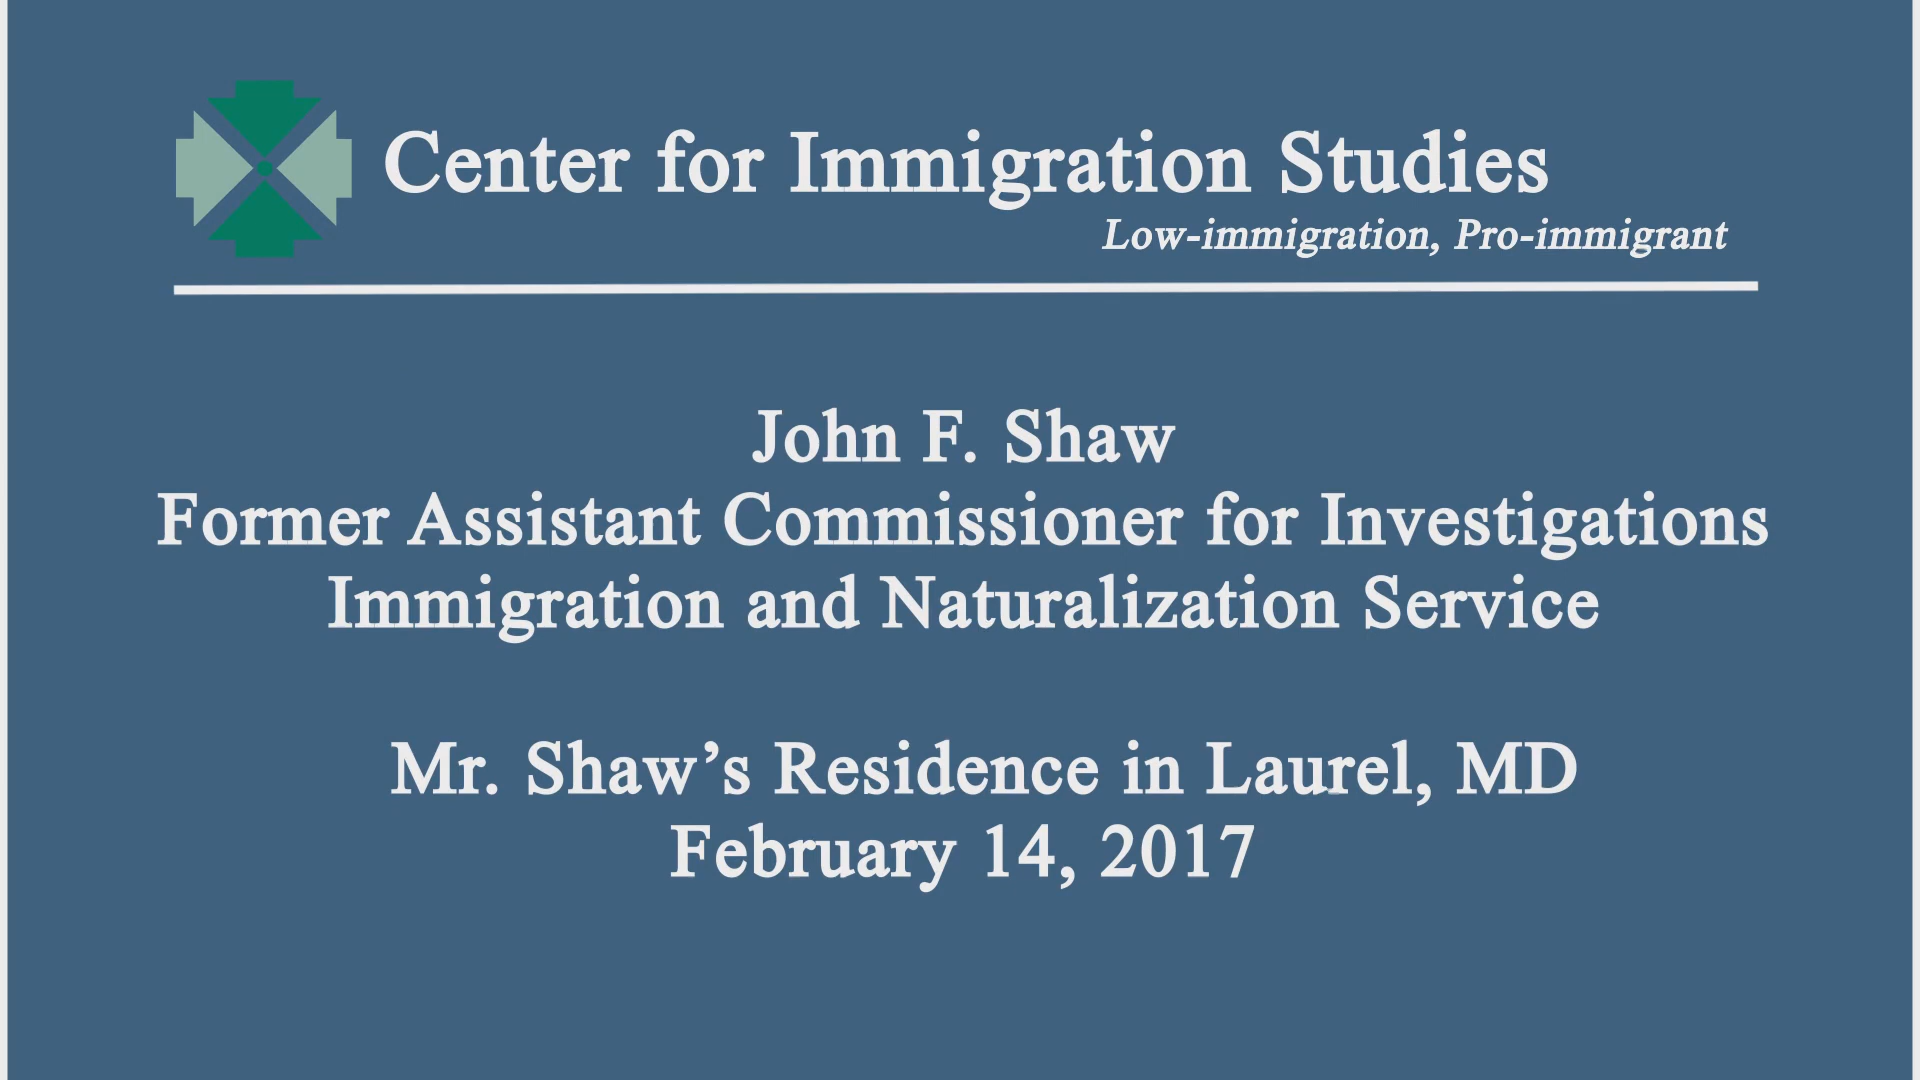 Center for Immigration Studies
Low-immigration, Pro-immigrant
John F. Shaw
Former Assistant Commissioner for Investigations
Immigration and Naturalization Service
Mr. Shaw’s Residence in Laurel, MD
February 14, 2017